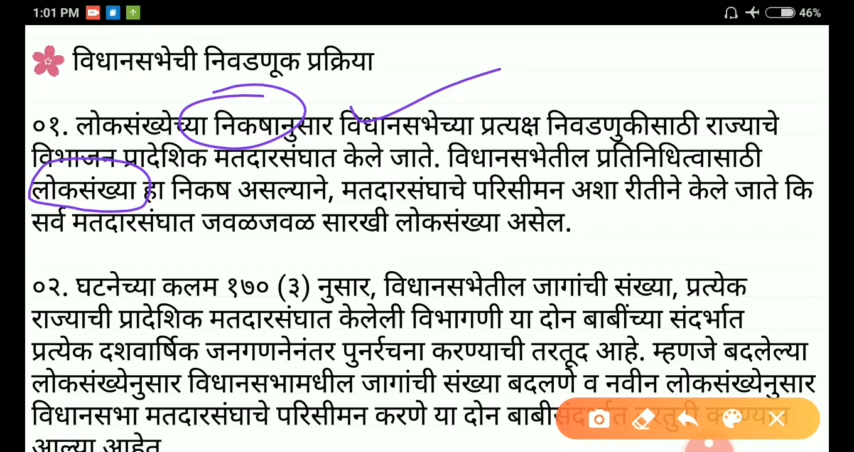 1:01 PM
46%
विधानसभेची निवडणूक प्रक्रिया
०१. लोकसंख्येच्या निकषानुसार विधानसभेच्या प्रत्यक्ष निवडणुकीसाठी राज्याचे
विभाजन प्रादेशिक मतदारसंघात केले जाते. विधानसभेतील प्रतिनिधित्वासाठी
लोकसंख्या हा निकष असल्याने, मतदारसंघाचे परिसीमन अशा रीतीने केले जाते कि
सर्व मतदारसंघात जवळजवळ सारखी लोकसंख्या असेल.
०२. घटनेच्या कलम १७० (३) नुसार, विधानसभेतील जागांची संख्या, प्रत्येक
राज्याची प्रादेशिक मतदारसंघात केलेली विभागणी या दोन बाबींच्या संदर्भात
प्रत्येक दशवार्षिक जनगणनेनंतर पुनर्रचना करण्याची तरतूद आहे. म्हणजे बदलेल्या
लोकसंख्येनुसार विधानसभामधील जागांची संख्या बदलणे व नवीन लोकसंख्येनुसार
विधानसभा मतदारसंघाचे परिसीमन करणे या दोन बाबीसंदर्भात
आल्या आहेत